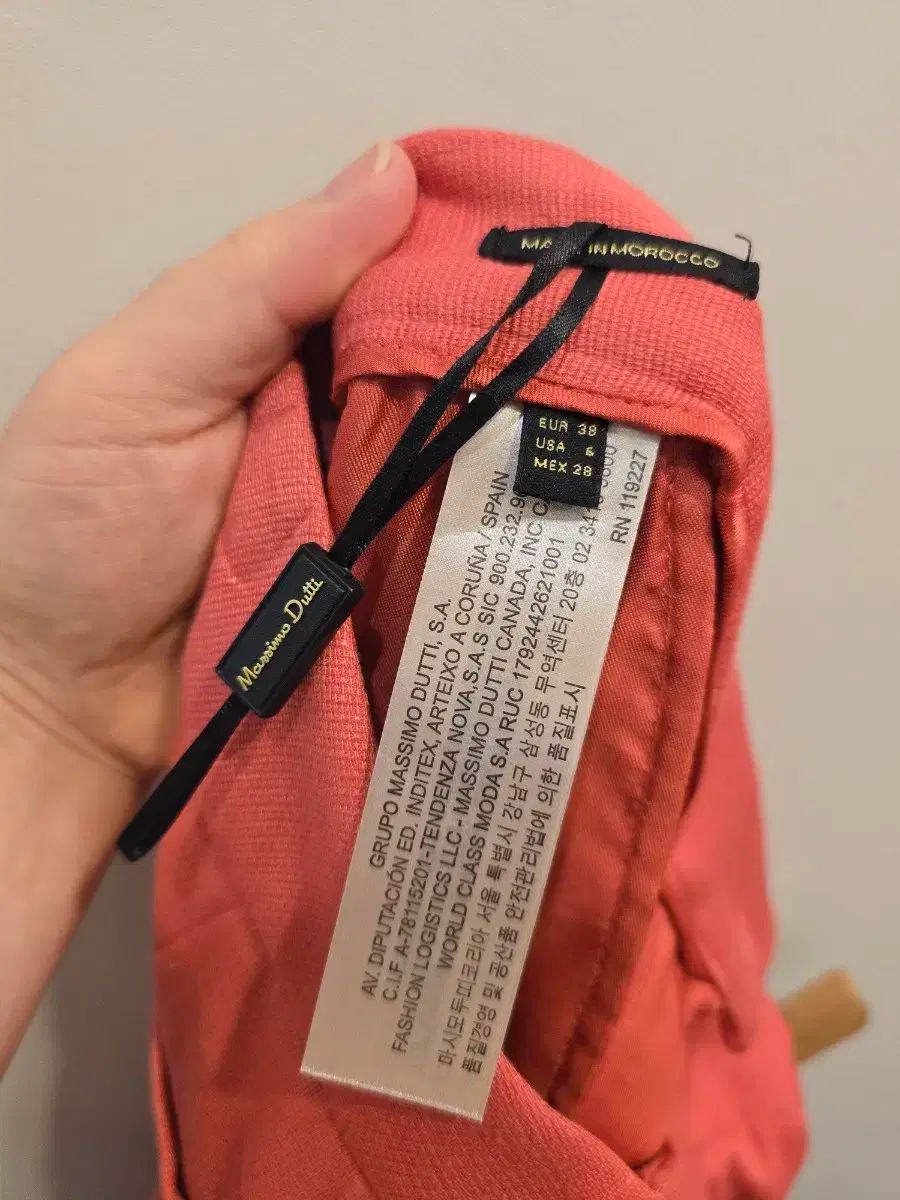 MADE IN MOROCCO
EUR 38
USA 6
MEX 28
Massimo Dutti
GRUPO MASSIMO DUTTI, S.A.
AV. DIPUTACIÓN ED. INDITEX, ARTEIXO A CORUÑA / SPAIN
C.I.F A-78115201-TENDENZA NOVA,S.A.S SIC 900.232.90
FASHION LOGISTICS LLC - MASSIMO DUTTI CANADA, INC CA
WORLD CLASS MODA S.A RUC 1792442621001
마시모두띠코리아 서울 특별시 강남구 삼성동 무역센터 20층 02 3413
품질경영 및 공산품 안전관리법에 의한 품질표시
RN 119227